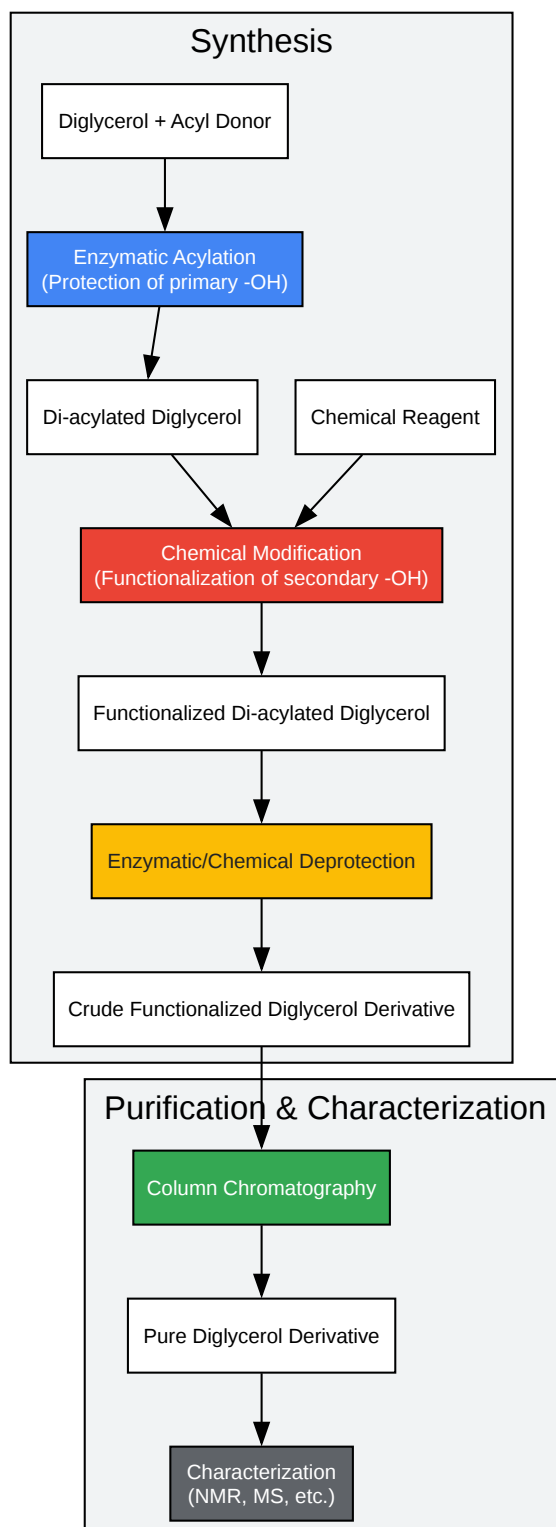 Synthesis
Diglycerol + Acyl Donor
Enzymatic Acylation
(Protection of primary -OH)
Di-acylated Diglycerol
Chemical Reagent
Chemical Modification
(Functionalization of secondary -OH)
Functionalized Di-acylated Diglycerol
Enzymatic/Chemical Deprotection
Crude Functionalized Diglycerol Derivative
Purification & Characterization
Column Chromatography
Pure Diglycerol Derivative
Characterization
(NMR, MS, etc.)